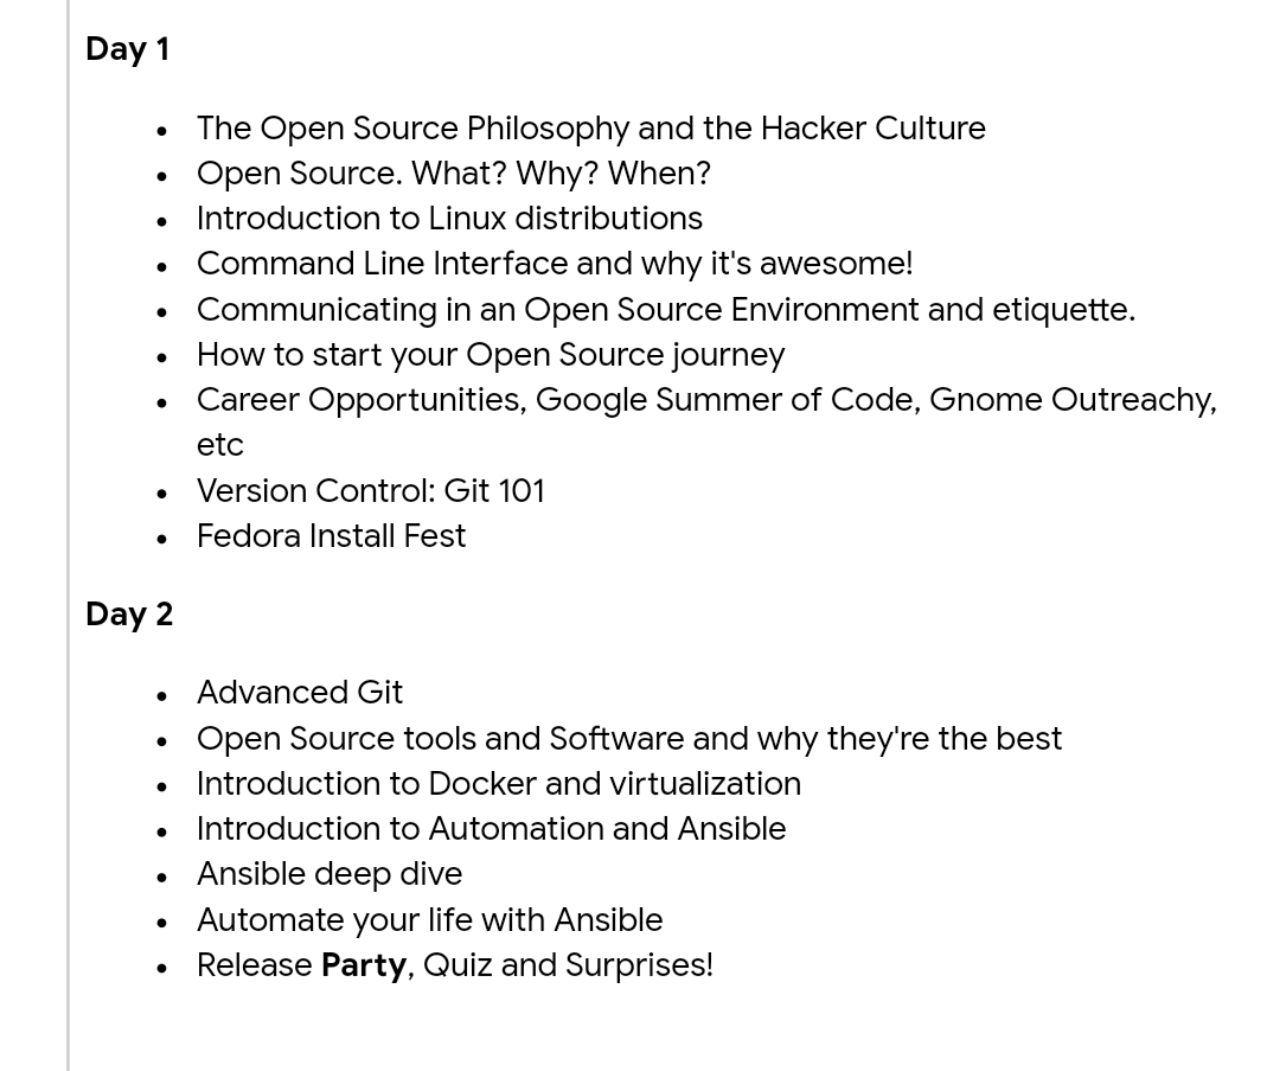 Day 1
• The Open Source Philosophy and the Hacker Culture
• Open Source. What? Why? When?
• Introduction to Linux distributions
• Command Line Interface and why it's awesome!
• Communicating in an Open Source Environment and etiquette.
• How to start your Open Source journey
• Career Opportunities, Google Summer of Code, Gnome Outreachy,
etc
• Version Control: Git 101
• Fedora Install Fest
Day 2
• Advanced Git
• Open Source tools and Software and why they're the best
• Introduction to Docker and virtualization
• Introduction to Automation and Ansible
• Ansible deep dive
• Automate your life with Ansible
• Release Party, Quiz and Surprises!